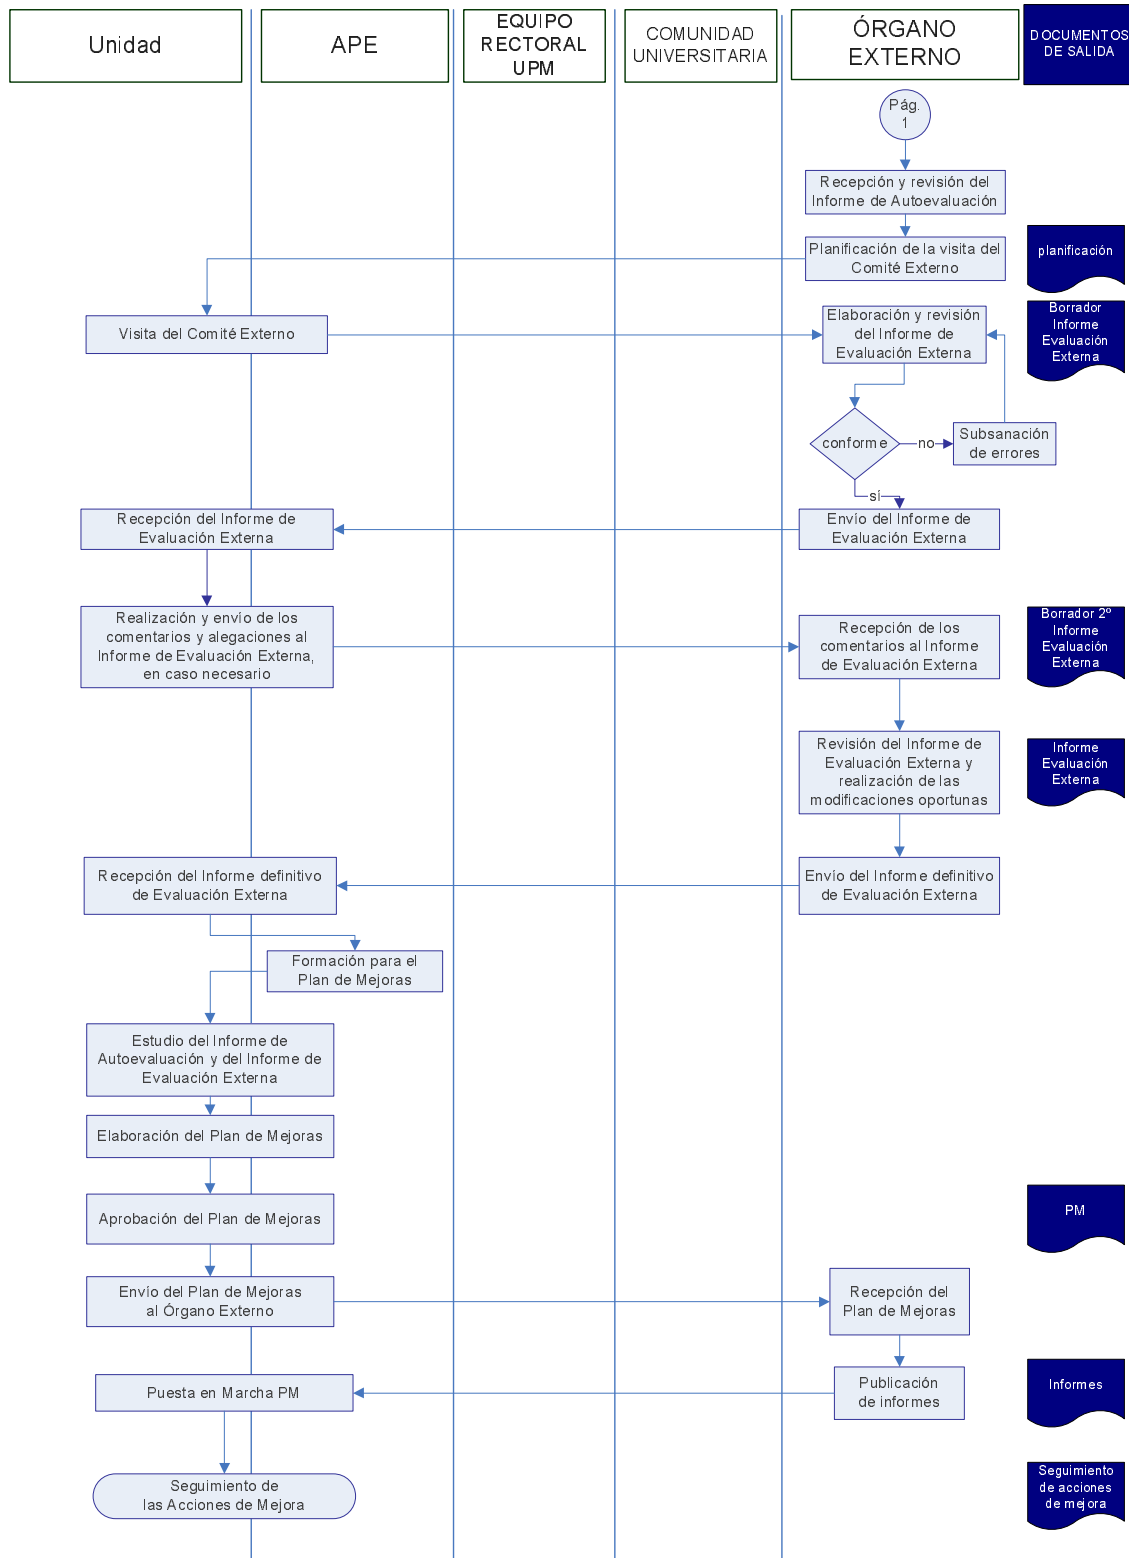 Unidad
APE
EQUIPO
RECTORAL
UPM
COMUNIDAD
UNIVERSITARIA
ÓRGANO
EXTERNO
DOCUMENTOS
DE SALIDA
Pág.
1
Recepción y revisión del
Informe de Autoevaluación
Planificación de la visita del
Comité Externo
planificación
Visita del Comité Externo
Elaboración y revisión
del Informe de
Evaluación Externa
Borrador
Informe
Evaluación
Externa
conforme
no
Subsanación
de errores
sí
Recepción del Informe de
Evaluación Externa
Envío del Informe de
Evaluación Externa
Realización y envío de los
comentarios y alegaciones al
Informe de Evaluación Externa,
en caso necesario
Recepción de los
comentarios al Informe
de Evaluación Externa
Borrador 2º
Informe
Evaluación
Externa
Revisión del Informe de
Evaluación Externa y
realización de las
modificaciones oportunas
Informe
Evaluación
Externa
Recepción del Informe definitivo
de Evaluación Externa
Envío del Informe definitivo
de Evaluación Externa
Formación para el
Plan de Mejoras
Estudio del Informe de
Autoevaluación y del Informe de
Evaluación Externa
Elaboración del Plan de Mejoras
Aprobación del Plan de Mejoras
PM
Envío del Plan de Mejoras
al Órgano Externo
Recepción del
Plan de Mejoras
Puesta en Marcha PM
Publicación
de informes
Informes
Seguimiento de
las Acciones de Mejora
Seguimiento
de acciones
de mejora